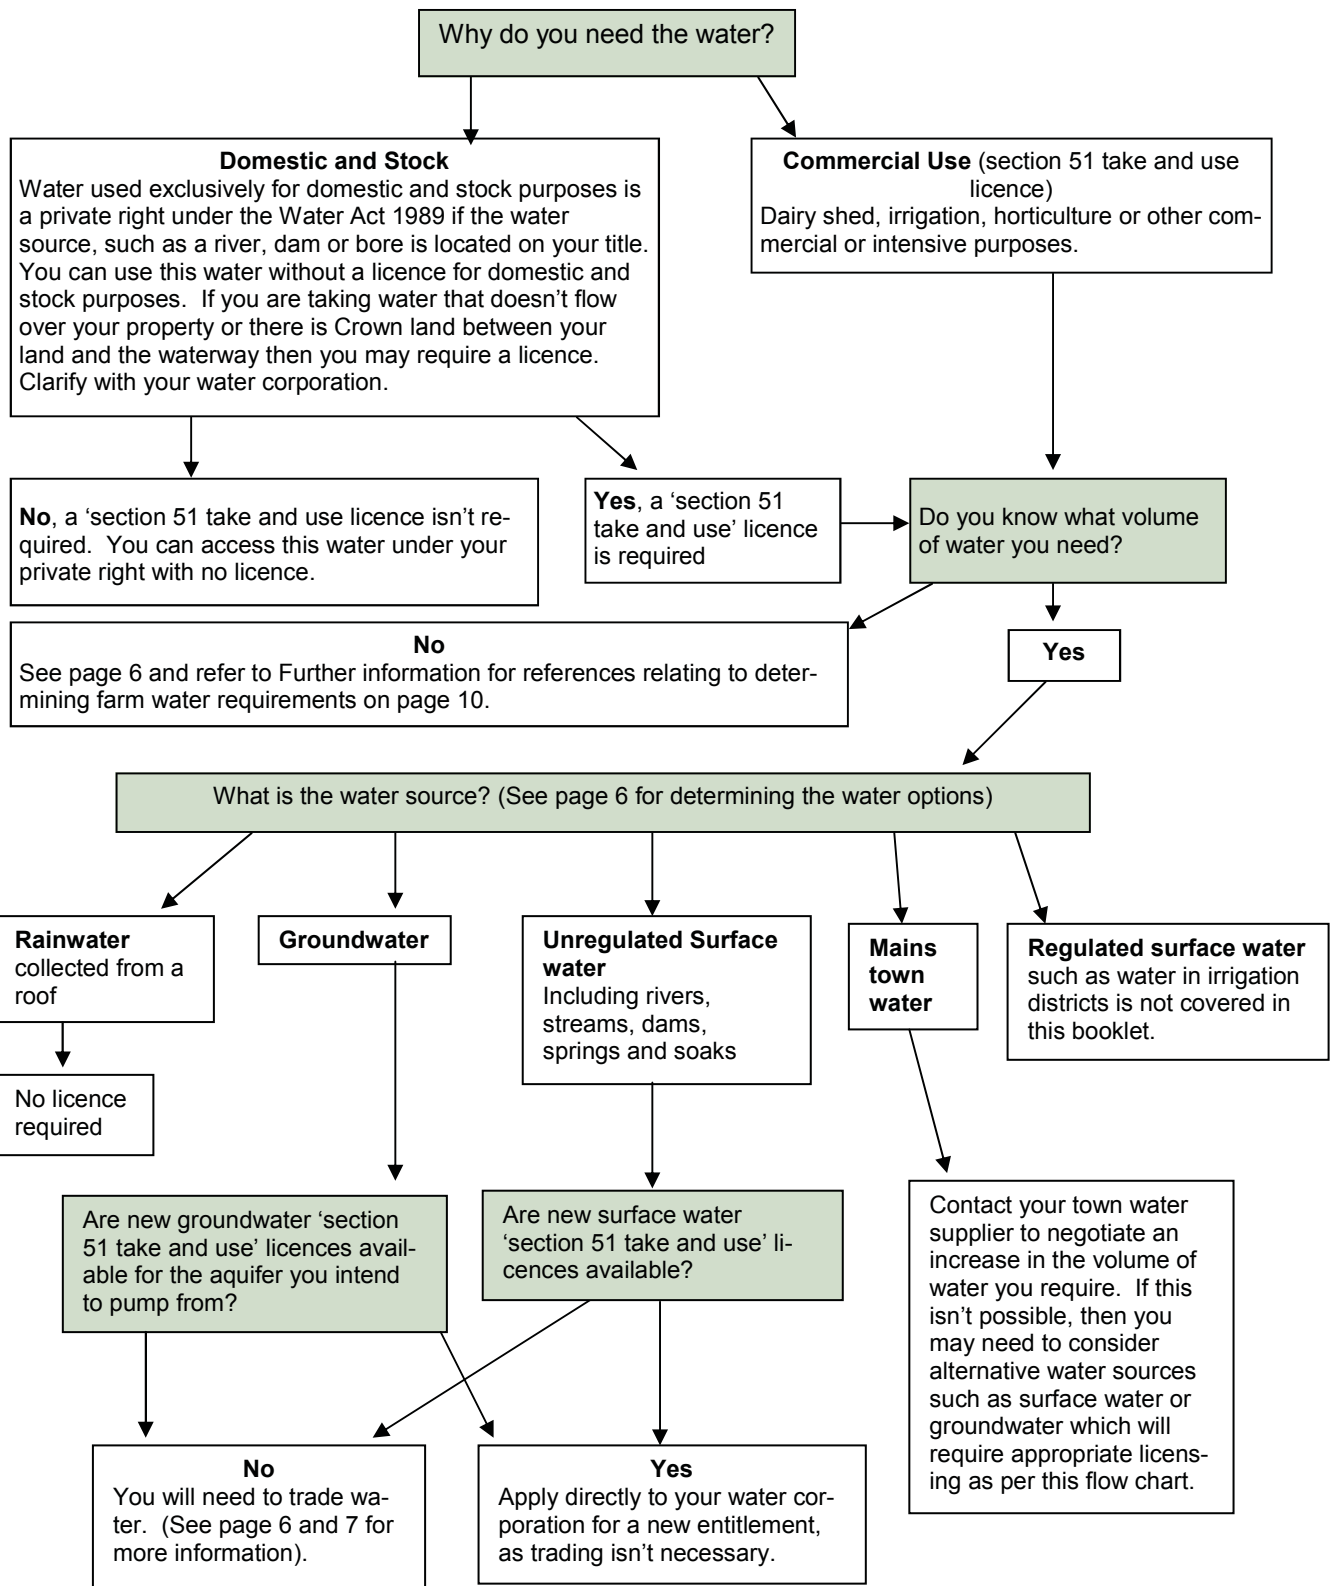 Why do you need the water?
Domestic and Stock
Water used exclusively for domestic and stock purposes is
a private right under the Water Act 1989 if the water
source, such as a river, dam or bore is located on your title.
You can use this water without a licence for domestic and
stock purposes.  If you are taking water that doesn’t flow
over your property or there is Crown land between your
land and the waterway then you may require a licence.
Clarify with your water corporation.
Commercial Use (section 51 take and use
licence)
Dairy shed, irrigation, horticulture or other com-
mercial or intensive purposes.
No, a ‘section 51 take and use licence isn’t re-
quired.  You can access this water under your
private right with no licence.
Yes, a ‘section 51
take and use’ licence
is required
Do you know what volume
of water you need?
No
See page 6 and refer to Further information for references relating to deter-
mining farm water requirements on page 10.
Yes
What is the water source? (See page 6 for determining the water options)
Rainwater
collected from a
roof
No licence
required
Groundwater
Unregulated Surface
water
Including rivers,
streams, dams,
springs and soaks
Mains
town
water
Regulated surface water
such as water in irrigation
districts is not covered in
this booklet.
Are new groundwater ‘section
51 take and use’ licences avail-
able for the aquifer you intend
to pump from?
Are new surface water
‘section 51 take and use’ li-
cences available?
Contact your town water
supplier to negotiate an
increase in the volume of
water you require.  If this
isn’t possible, then you
may need to consider
alternative water sources
such as surface water or
groundwater which will
require appropriate licens-
ing as per this flow chart.
No
You will need to trade wa-
ter.  (See page 6 and 7 for
more information).
Yes
Apply directly to your water cor-
poration for a new entitlement,
as trading isn’t necessary.